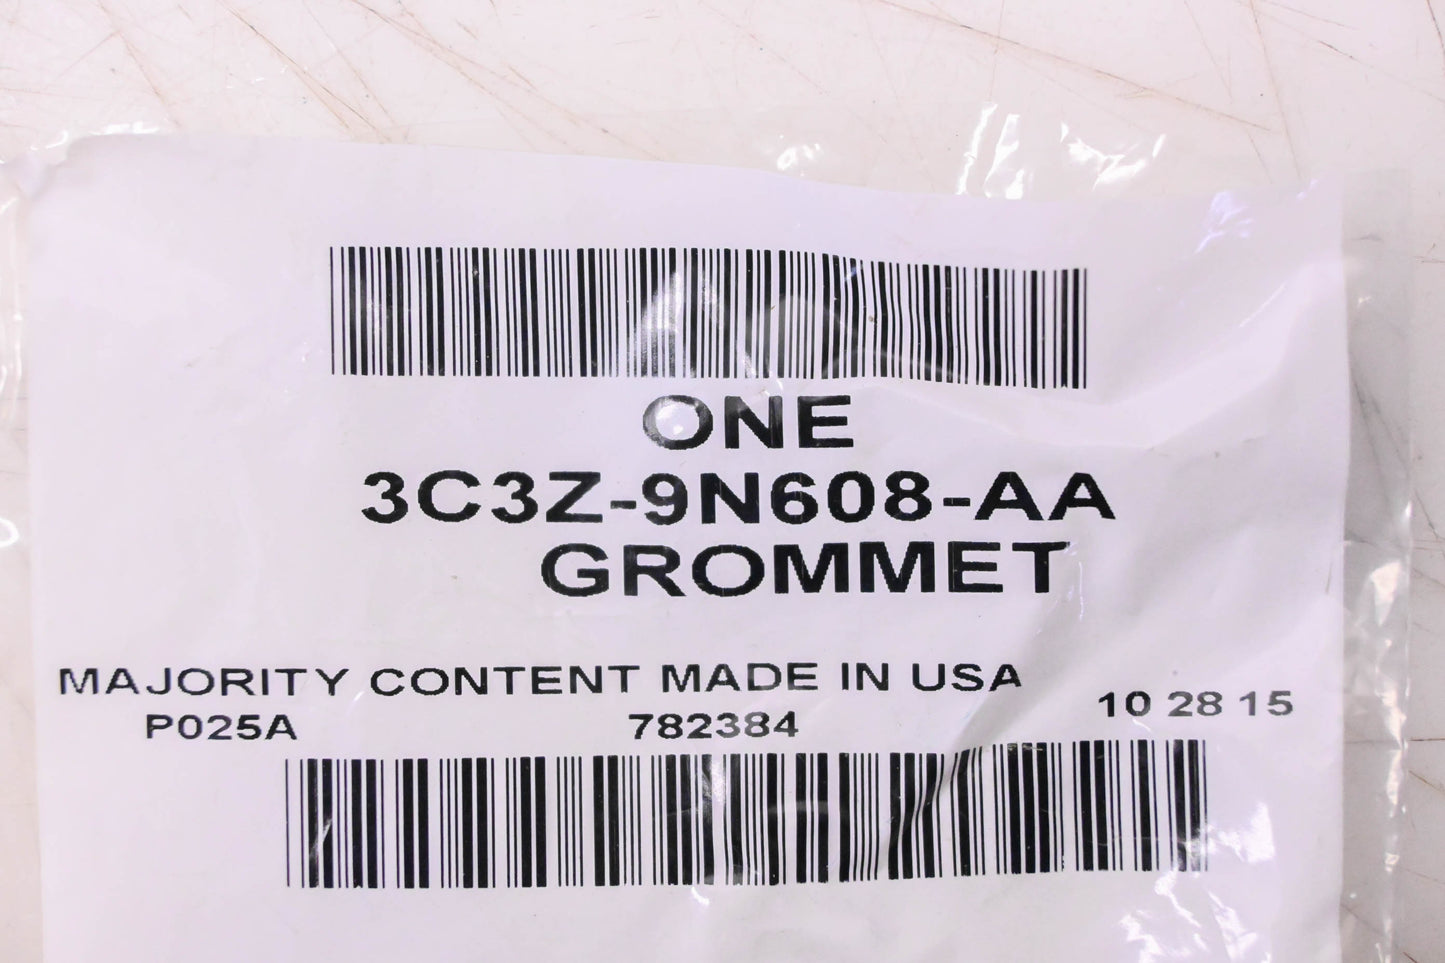 ONE
3C3Z-9N608-AA
GROMMET
MAJORITY CONTENT MADE IN USA
10 28 15
P025A 782384